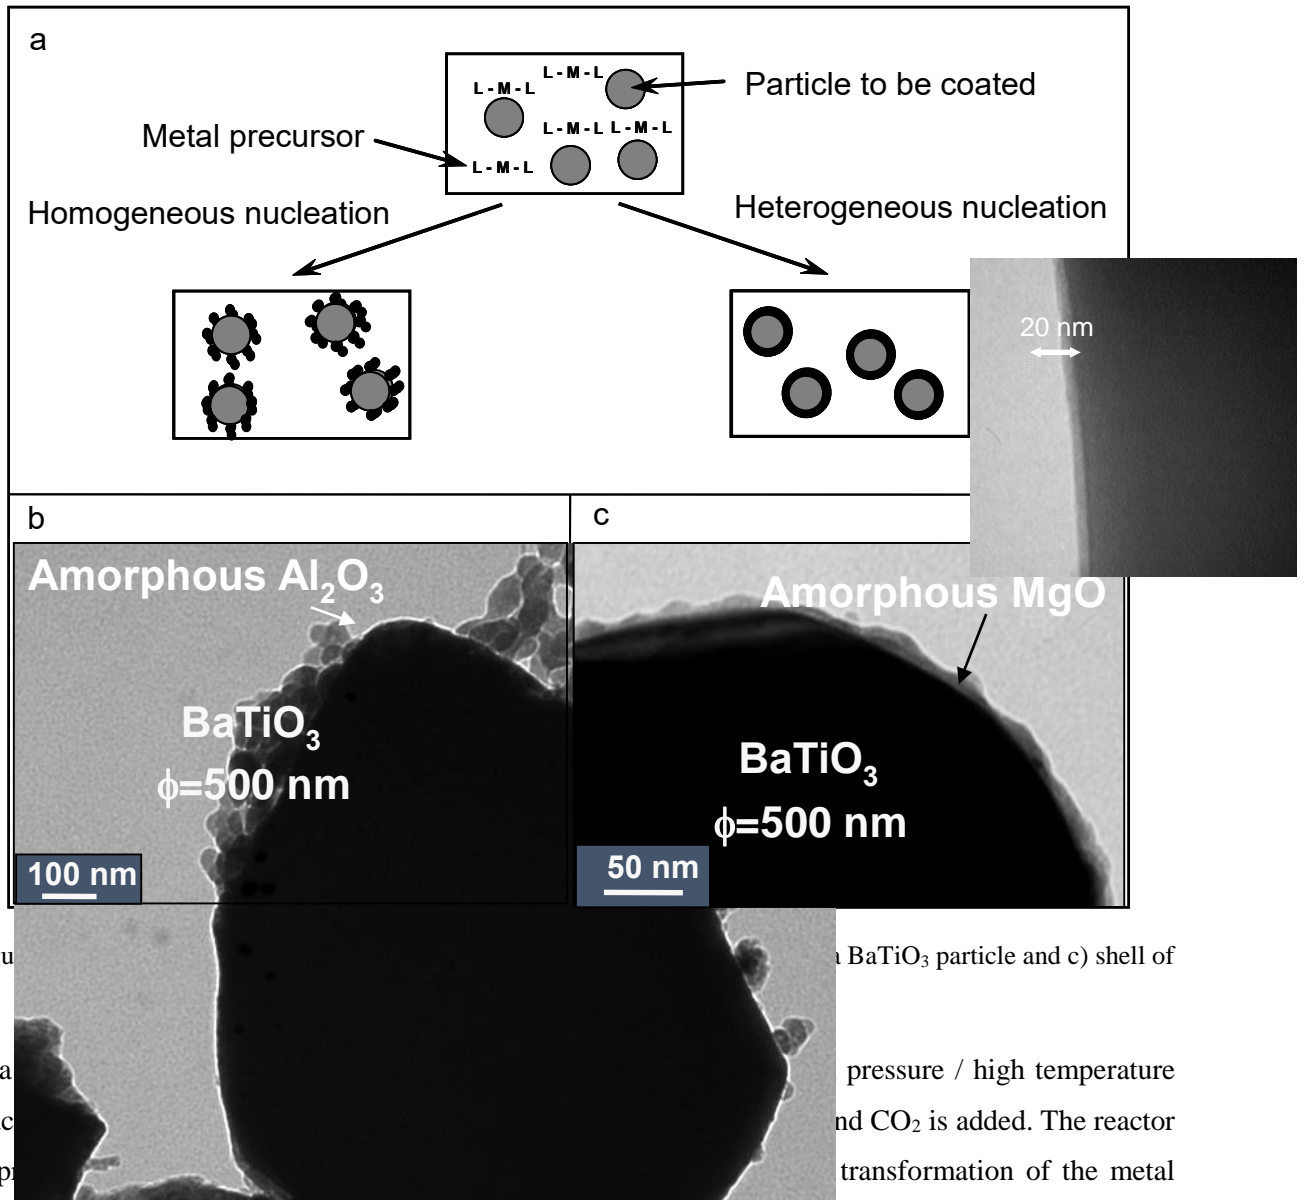 a
L - M - L
Particle to be coated
L - M - L
Metal precursor
L - M - L L - M - L
L - M - L
Homogeneous nucleation
Heterogeneous nucleation
20 nm
b
c
Amorphous Al₂O₃
Amorphous MgO
BaTiO₃
ϕ=500 nm
BaTiO₃
ϕ=500 nm
100 nm
50 nm
BaTiO₃ particle and c) shell of
pressure / high temperature
CO₂ is added. The reactor
transformation of the metal